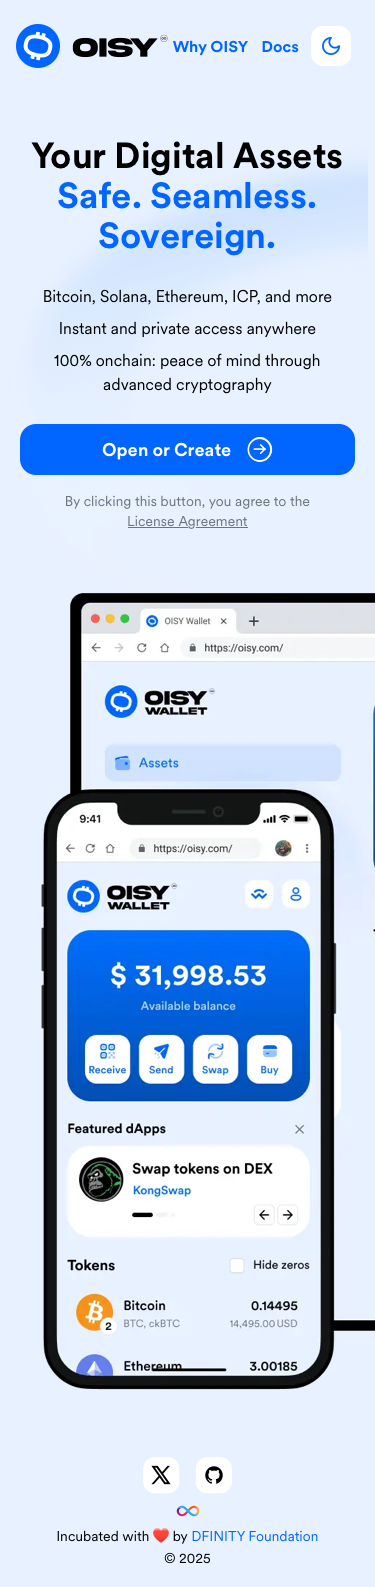 OISY Why OISY Docs
Your Digital Assets
Safe. Seamless.
Sovereign.
Bitcoin, Solana, Ethereum, ICP, and more
Instant and private access anywhere
100% onchain: peace of mind through
advanced cryptography
Open or Create
By clicking this button, you agree to the
License Agreement
OISY Wallet
https://oisy.com/
OISY
WALLET
Assets
9:41
https://oisy.com/
OISY
WALLET
$ 31,998.53
Available balance
Receive Send Swap Buy
Featured dApps
Swap tokens on DEX
KongSwap
Tokens Hide zeros
Bitcoin 0.14495
2
BTC, ckBTC 14,495.00 USD
Ethereum 3.00185
Incubated with ❤️ by DFINITY Foundation
© 2025